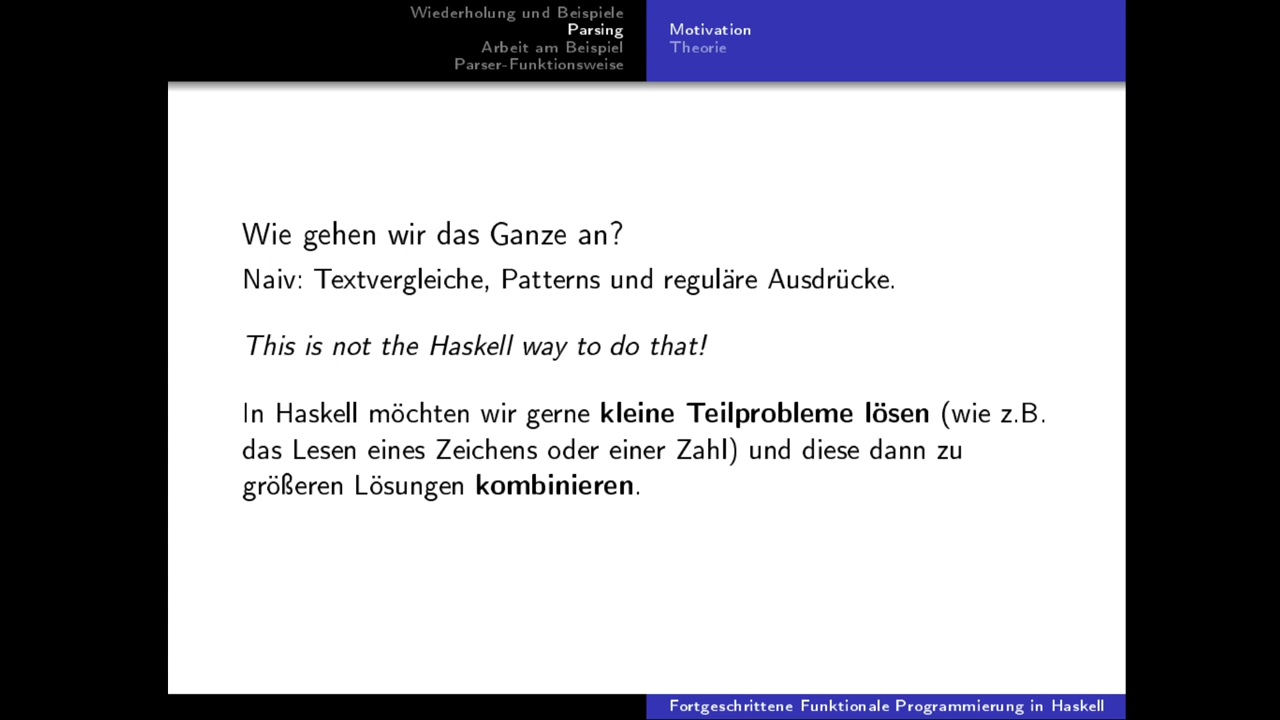 Wiederholung und Beispiele
Parsing
Arbeit am Beispiel
Parser-Funktionsweise
Motivation
Theorie
Wie gehen wir das Ganze an?
Naiv: Textvergleiche, Patterns und reguläre Ausdrücke.
This is not the Haskell way to do that!
In Haskell möchten wir gerne kleine Teilprobleme lösen (wie z.B.
das Lesen eines Zeichens oder einer Zahl) und diese dann zu
größeren Lösungen kombinieren.
Fortgeschrittene Funktionale Programmierung in Haskell